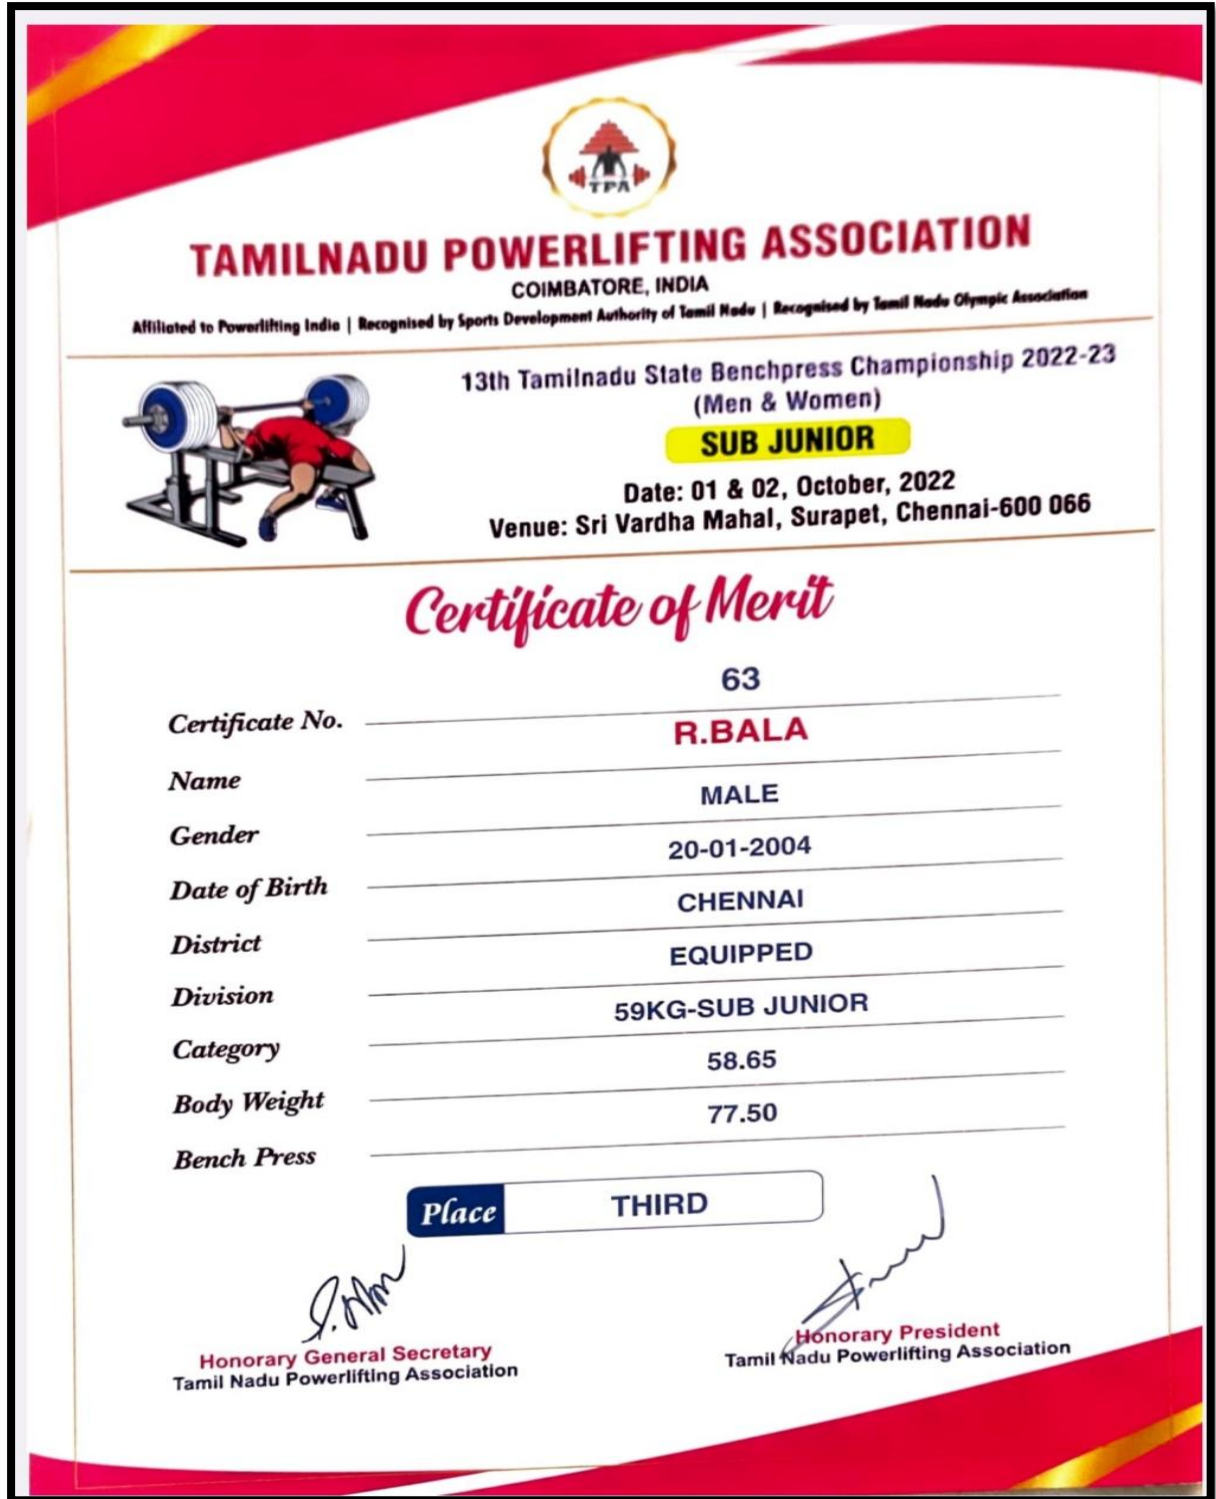 TPA
TAMILNADU POWERLIFTING ASSOCIATION
COIMBATORE, INDIA
Affiliated to Powerlifting India | Recognised by Sports Development Authority of Tamil Nadu | Recognised by Tamil Nadu Olympic Association
13th Tamilnadu State Benchpress Championship 2022-23
(Men & Women)
SUB JUNIOR
Date: 01 & 02, October, 2022
Venue: Sri Vardha Mahal, Surapet, Chennai-600 066
Certificate of Merit
Certificate No. 63
Name R.BALA
Gender MALE
Date of Birth 20-01-2004
District CHENNAI
Division EQUIPPED
Category 59KG-SUB JUNIOR
Body Weight 58.65
Bench Press 77.50
Place THIRD
Honorary General Secretary
Tamil Nadu Powerlifting Association
Honorary President
Tamil Nadu Powerlifting Association